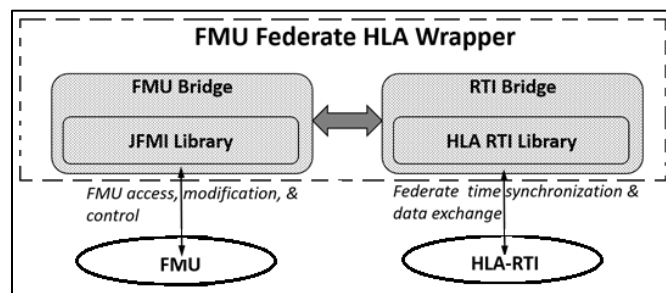 FMU Federate HLA Wrapper
FMU Bridge
RTI Bridge
JFMI Library
HLA RTI Library
FMU access, modification, &
control
Federate time synchronization &
data exchange
FMU
HLA-RTI